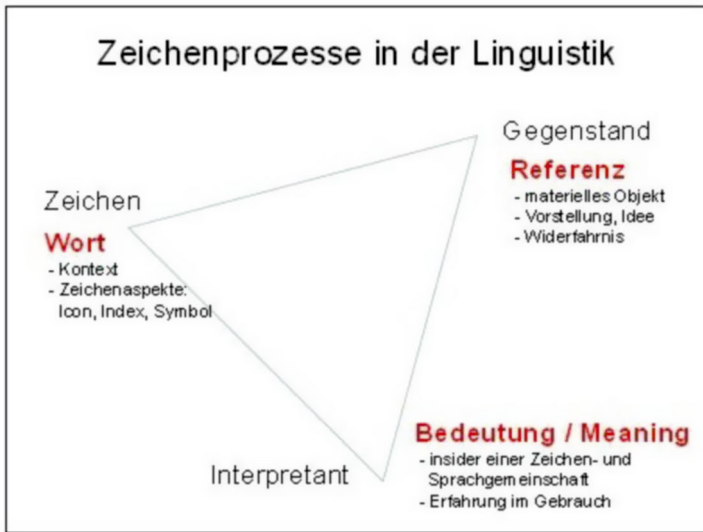 Zeichenprozesse in der Linguistik
Gegenstand
Referenz
- materielles Objekt
- Vorstellung, Idee
- Widerfahrnis
Zeichen
Wort
- Kontext
- Zeichenaspekte:
Icon, Index, Symbol
Bedeutung / Meaning
- insider einer Zeichen- und
Sprachgemeinschaft
- Erfahrung im Gebrauch
Interpretant